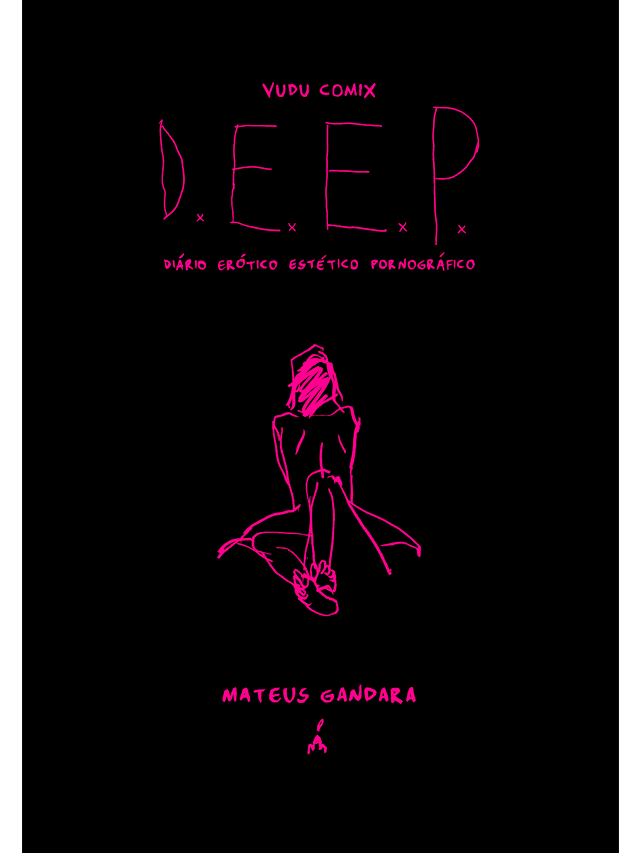 VUDU COMIX
D.E.E.P.
DIÁRIO ERÓTICO ESTÉTICO PORNOGRÁFICO
MATEUS GANDARA